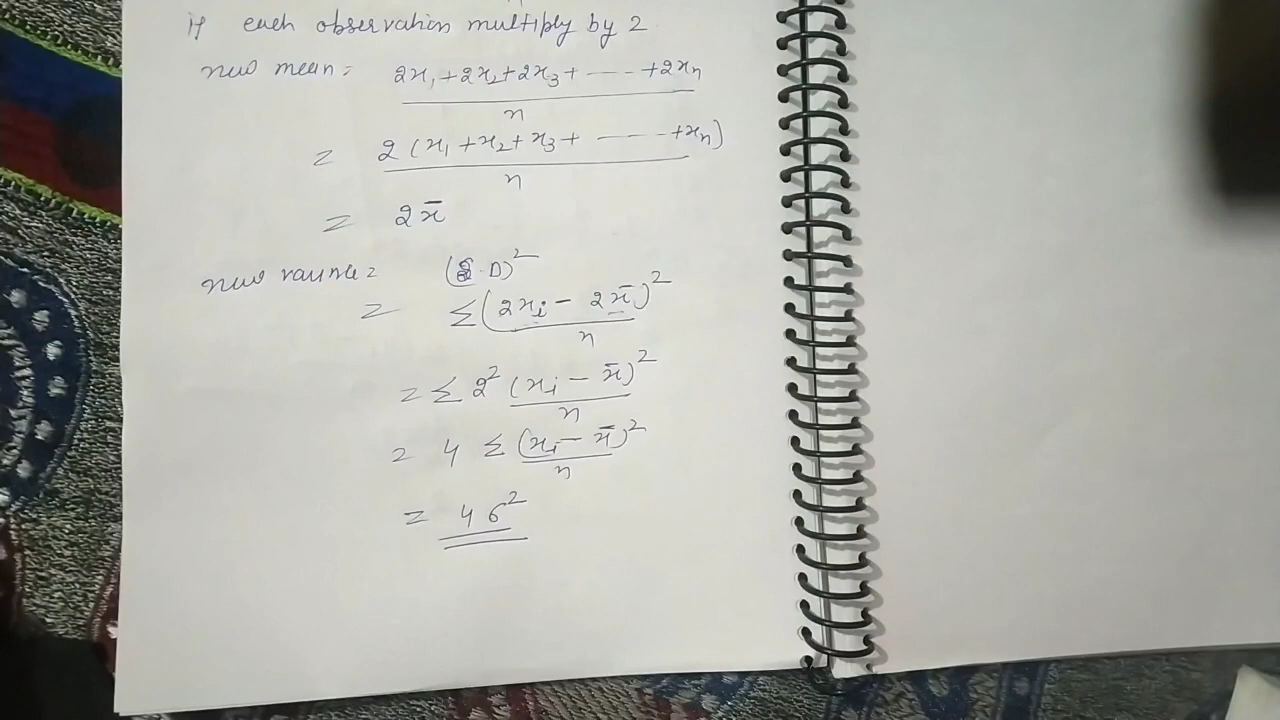 if each observation multiply by 2
new mean = 2x₁+2x₂+2x₃+ ---- +2xₙ
n
= 2(x₁+x₂+x₃+ ---- +xₙ)
n
= 2x̄
new = (S.D)²
= Σ(2xᵢ - 2x̄)²
n
= Σ 2² (xᵢ - x̄)²
n
= 4 Σ (xᵢ - x̄)²
n
= 4σ²